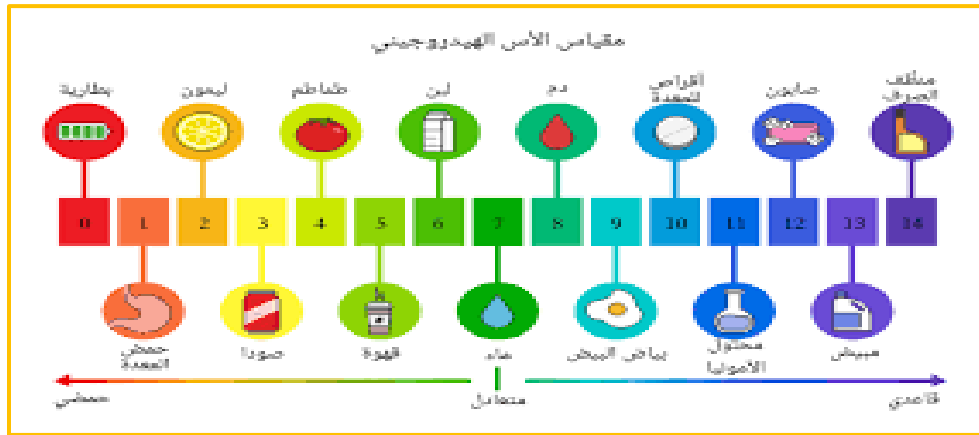 مقياس الأس الهيدروجيني
بطارية
ليمون
طماطم
لبن
دم
أقراص
للمعدة
صابون
منظف
الصرف
0 1 2 3 4 5 6 7 8 9 10 11 12 13 14
حمض
المعدة
صودا
قهوة
ماء
بياض البيض
محلول
الأمونيا
مبيض
حمضي
متعادل
قاعدي